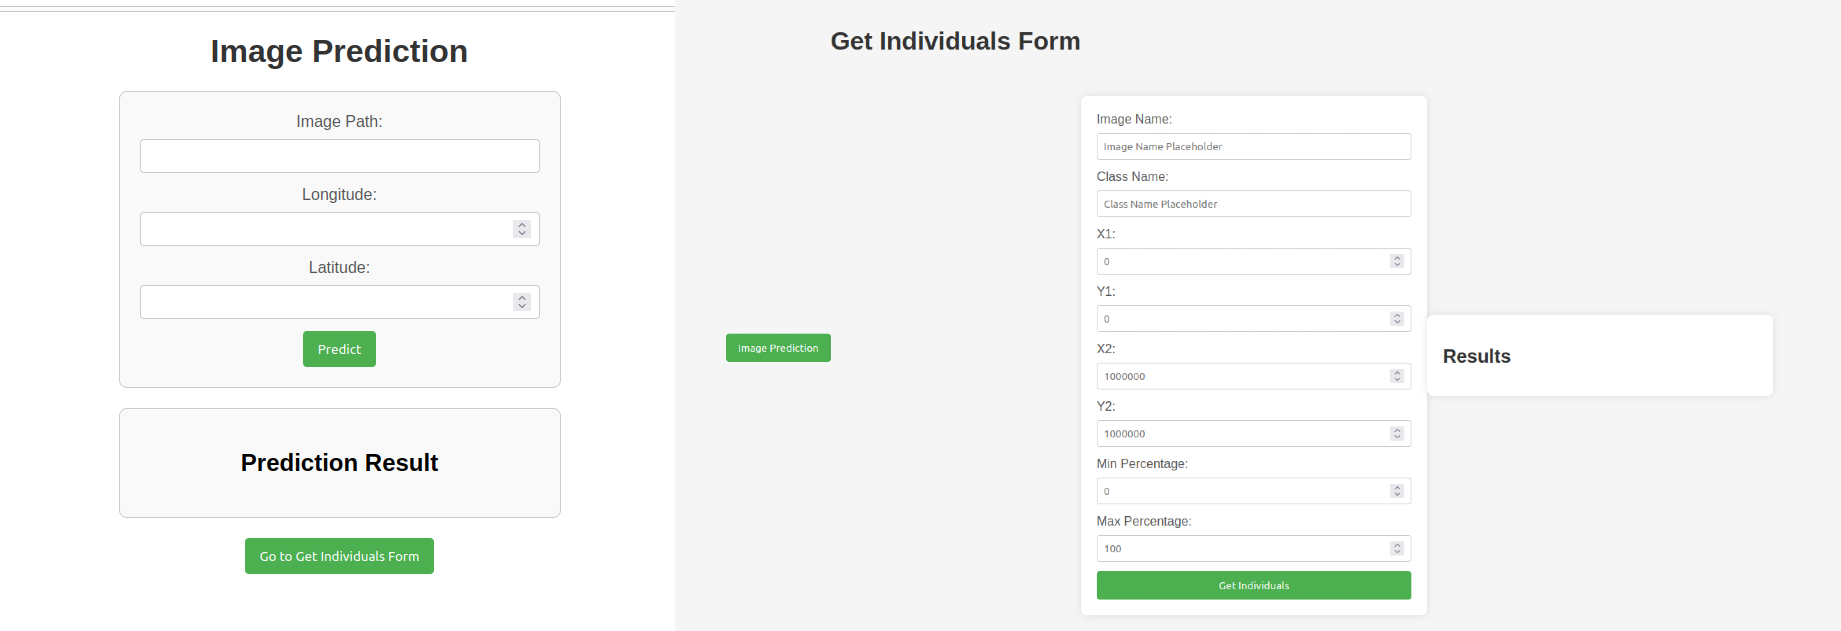 Image Prediction
Image Path:
Longitude:
Latitude:
Predict
Prediction Result
Go to Get Individuals Form
Get Individuals Form
Image Prediction
Image Name:
Image Name Placeholder
Class Name:
Class Name Placeholder
X1:
0
Y1:
0
X2:
1000000
Y2:
1000000
Min Percentage:
0
Max Percentage:
100
Get Individuals
Results